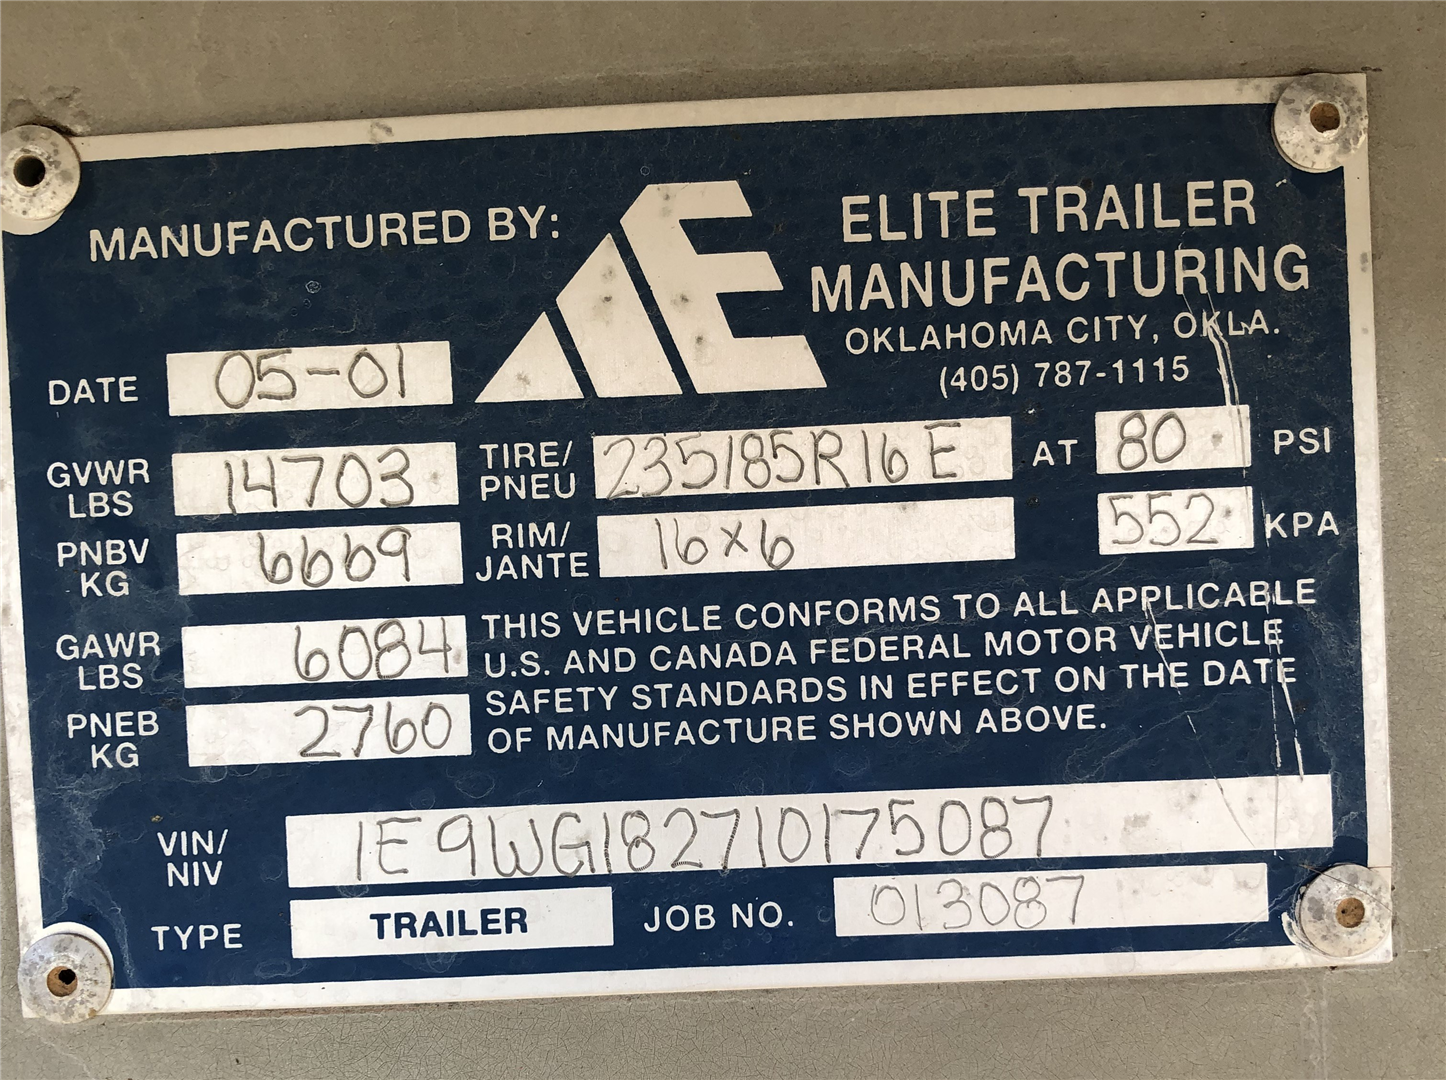 MANUFACTURED BY:
AE
ELITE TRAILER
MANUFACTURING
OKLAHOMA CITY, OKLA.
(405) 787-1115
DATE 05-01
GVWR LBS 14703
TIRE/PNEU 235/85R16 E AT 80 PSI
PNBV KG 6669
RIM/JANTE 16x6 552 KPA
GAWR LBS 6084
PNEB KG 2760
THIS VEHICLE CONFORMS TO ALL APPLICABLE
U.S. AND CANADA FEDERAL MOTOR VEHICLE
SAFETY STANDARDS IN EFFECT ON THE DATE
OF MANUFACTURE SHOWN ABOVE.
VIN/NIV 1E9WG182710175087
TYPE TRAILER JOB NO. 013087